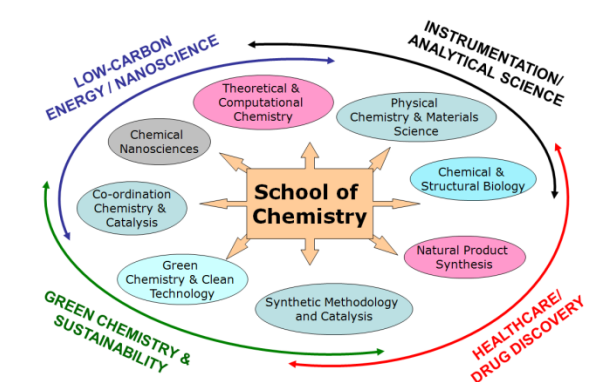 LOW-CARBON
ENERGY / NANOSCIENCE
INSTRUMENTATION/
ANALYTICAL SCIENCE
Theoretical &
Computational
Chemistry
Physical
Chemistry & Materials
Science
Chemical
Nanosciences
Chemical &
Structural Biology
School of
Chemistry
Co-ordination
Chemistry &
Catalysis
Natural Product
Synthesis
Green
Chemistry & Clean
Technology
Synthetic Methodology
and Catalysis
GREEN CHEMISTRY &
SUSTAINABILITY
HEALTHCARE/
DRUG DISCOVERY